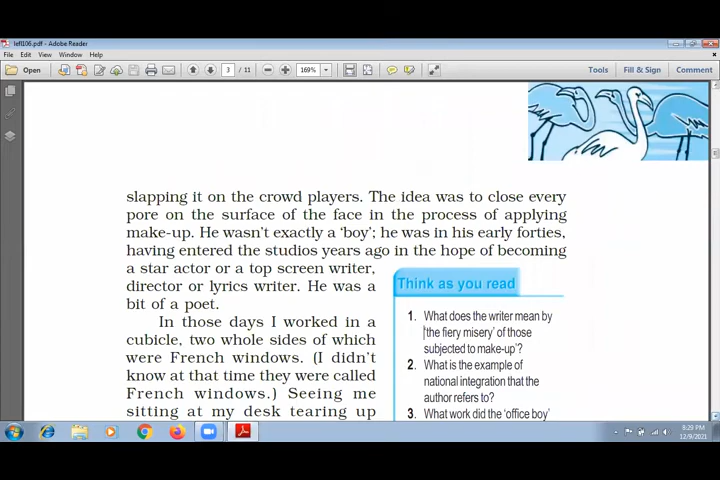 lefl106.pdf - Adobe Reader
File Edit View Window Help
Open 3 / 11 169% Tools Fill & Sign Comment
slapping it on the crowd players. The idea was to close every
pore on the surface of the face in the process of applying
make-up. He wasn't exactly a ‘boy’; he was in his early forties,
having entered the studios years ago in the hope of becoming
a star actor or a top screen writer,
director or lyrics writer. He was a
bit of a poet.
In those days I worked in a
cubicle, two whole sides of which
were French windows. (I didn't
know at that time they were called
French windows.) Seeing me
sitting at my desk tearing up
Think as you read
1. What does the writer mean by
‘the fiery misery’ of those
subjected to make-up’?
2. What is the example of
national integration that the
author refers to?
3. What work did the ‘office boy’
8:29 PM
12/9/2021